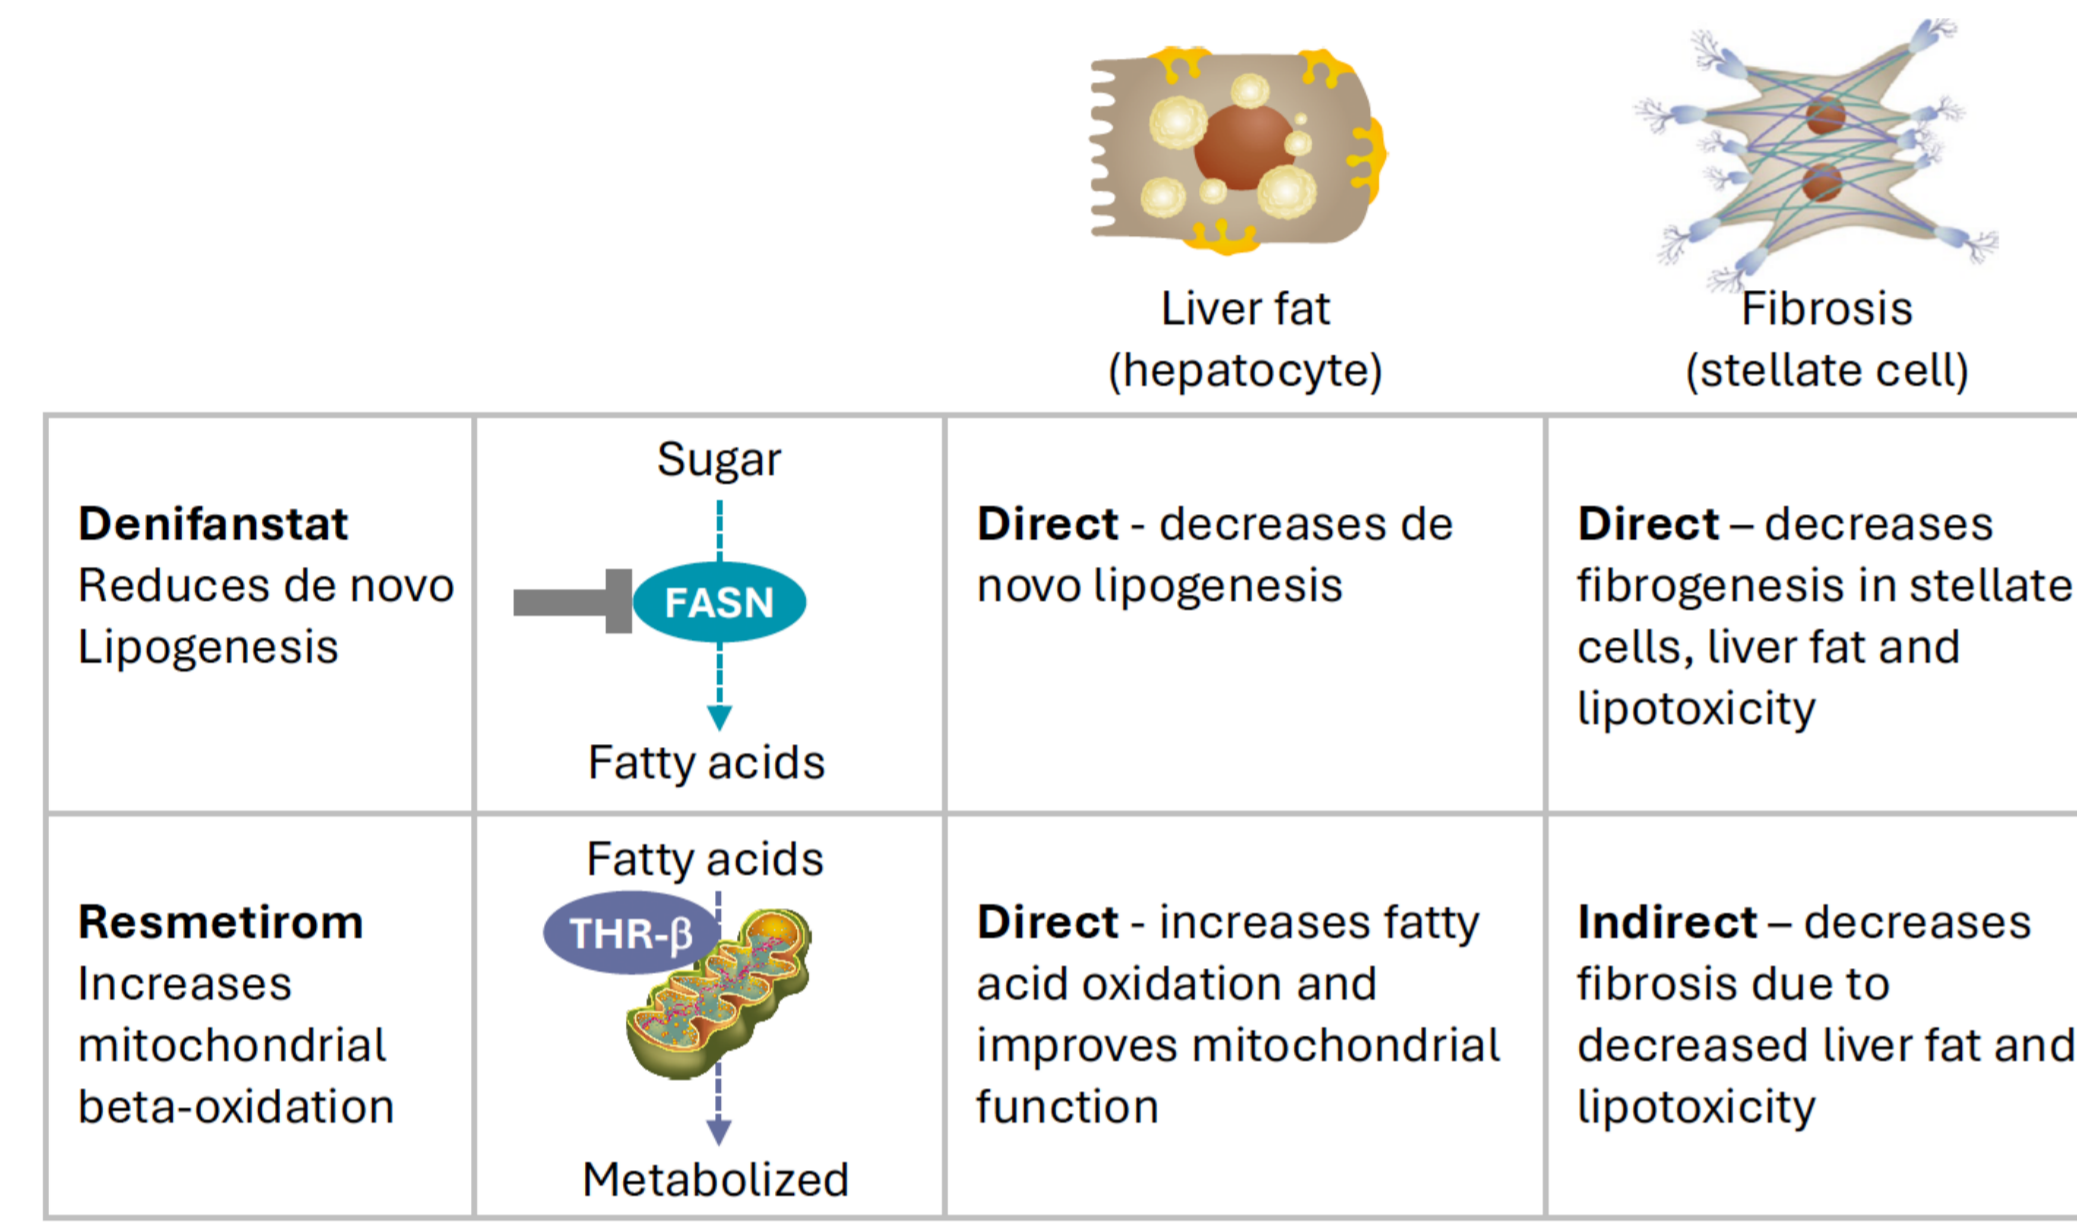 Liver fat
(hepatocyte)
Fibrosis
(stellate cell)
Denifanstat
Reduces de novo
Lipogenesis
Sugar
FASN
Fatty acids
Direct - decreases de
novo lipogenesis
Direct – decreases
fibrogenesis in stellate
cells, liver fat and
lipotoxicity
Resmetirom
Increases
mitochondrial
beta-oxidation
Fatty acids
THR-β
Metabolized
Direct - increases fatty
acid oxidation and
improves mitochondrial
function
Indirect – decreases
fibrosis due to
decreased liver fat and
lipotoxicity